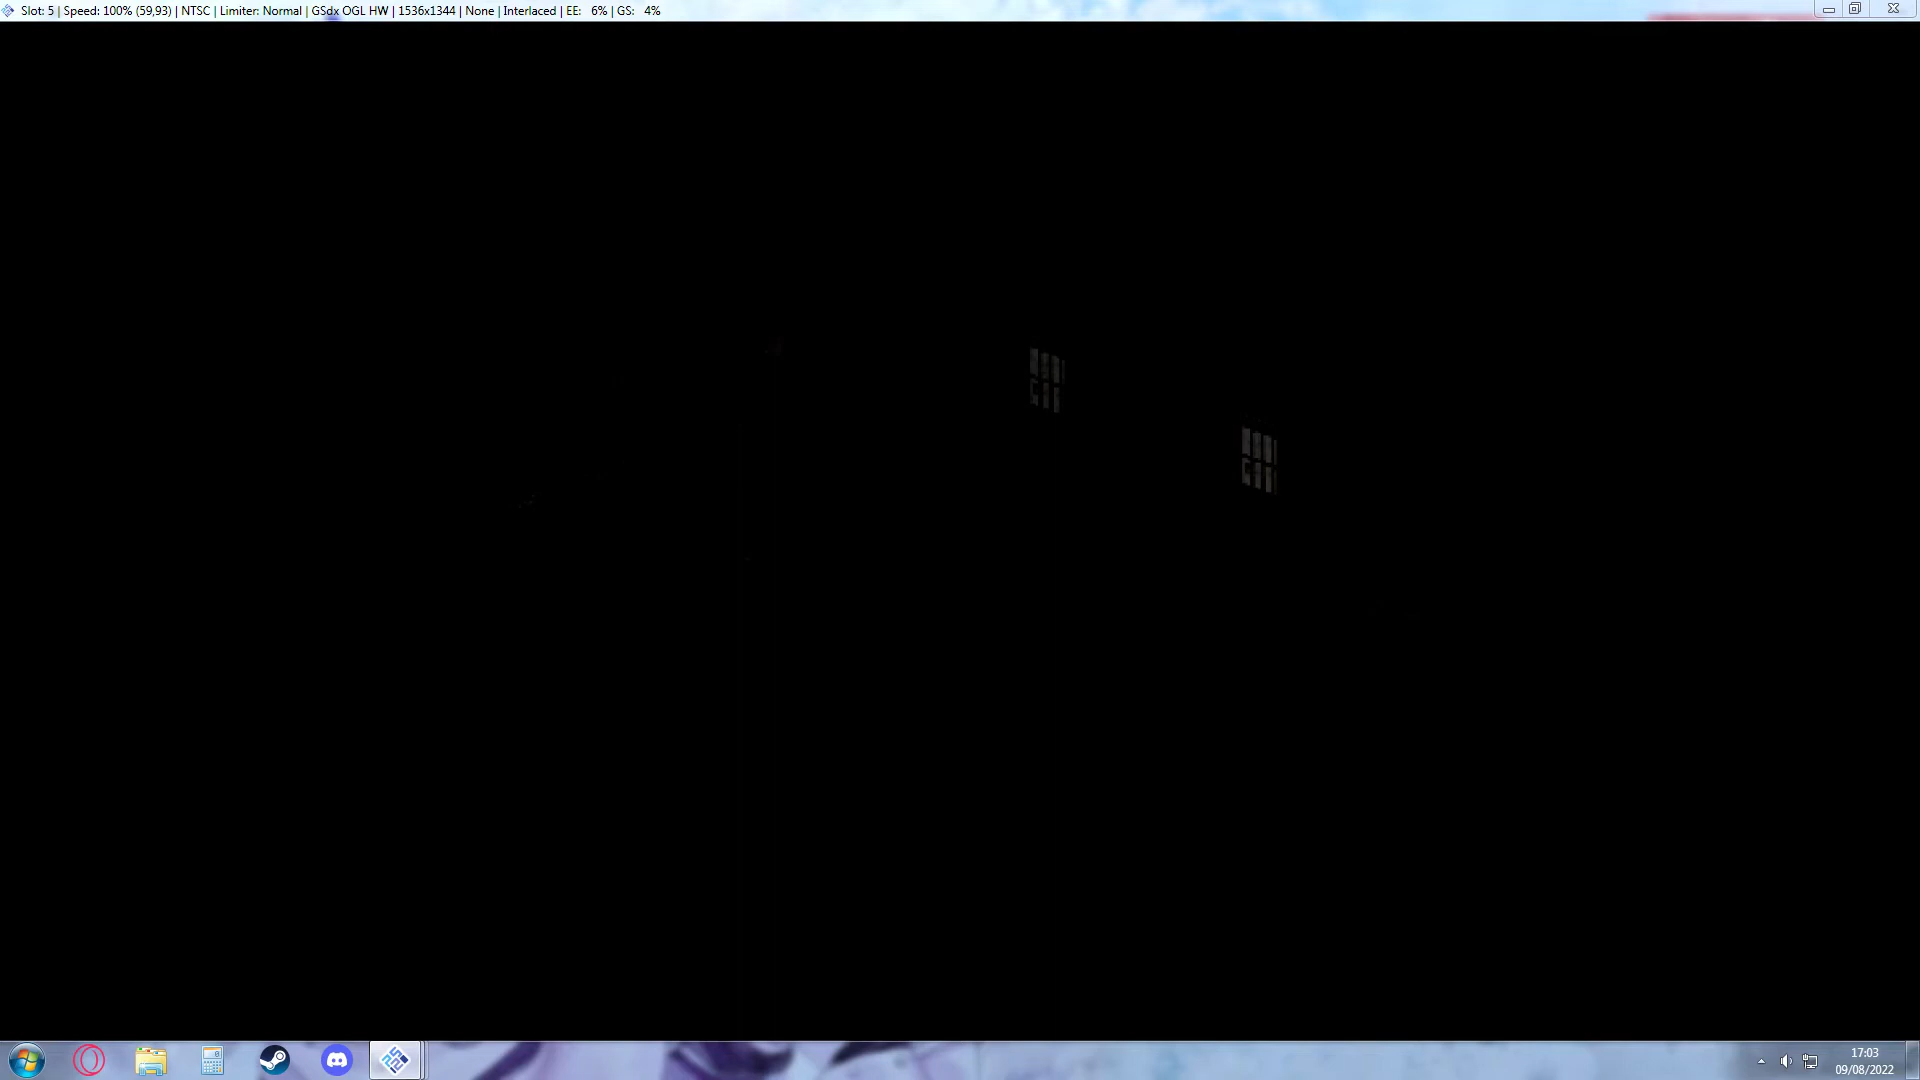 Slot: 5 | Speed: 100% (59,93) | NTSC | Limiter: Normal | GSdx OGL HW | 1536x1344 | None | Interlaced | EE: 6% | GS: 4%
17:03
09/08/2022